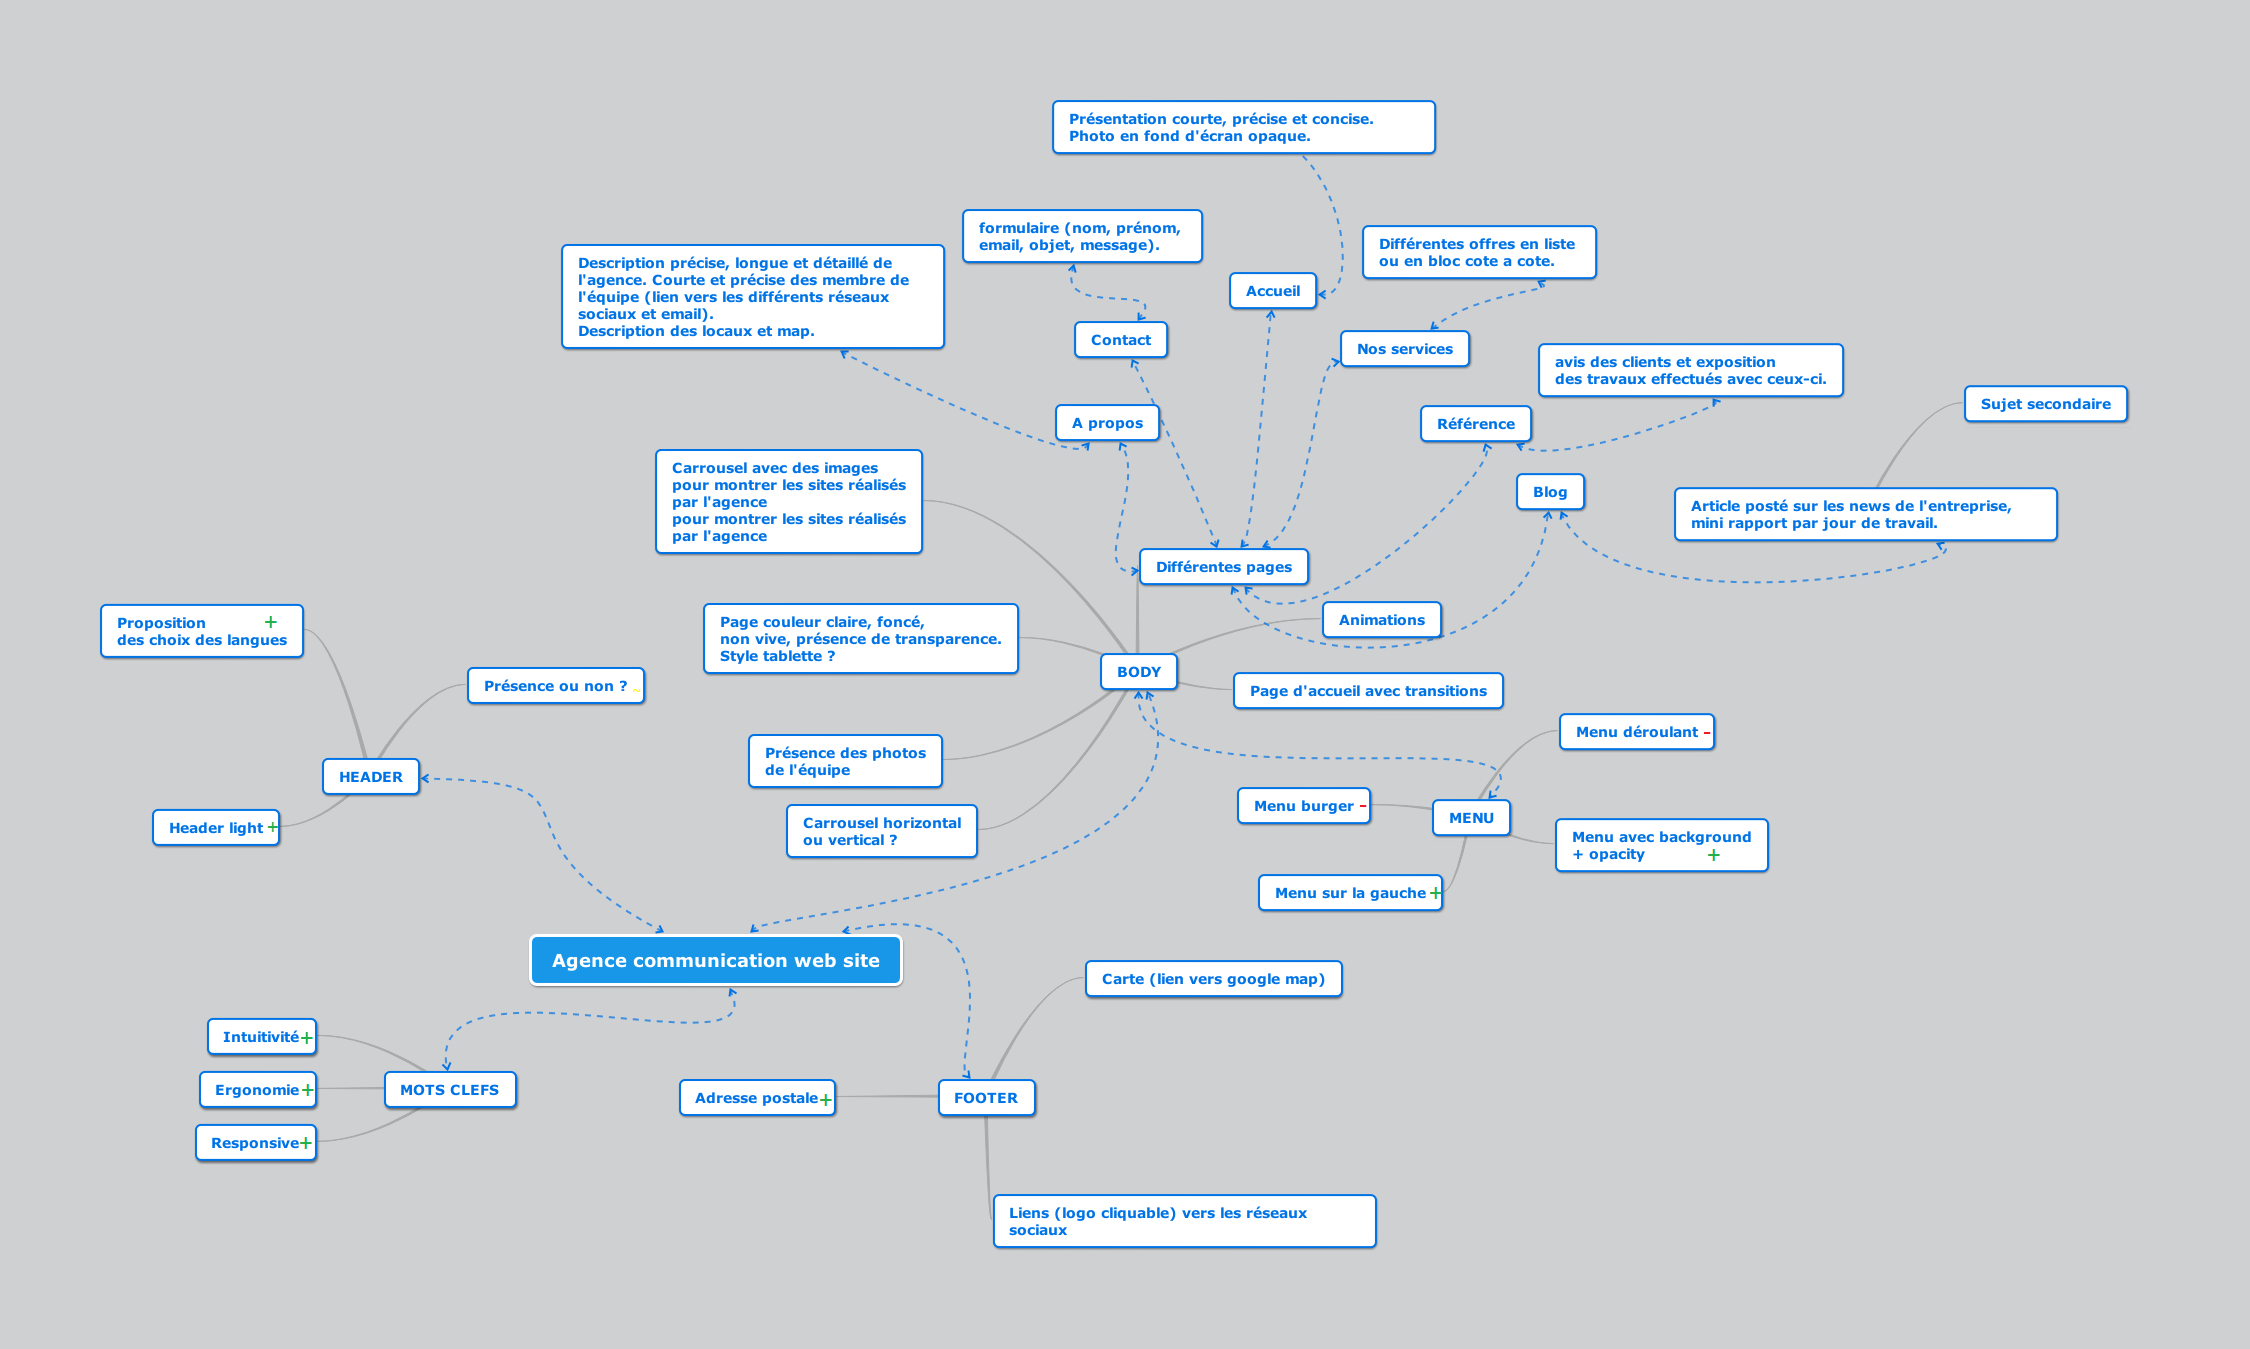 Présentation courte, précise et concise.
Photo en fond d'écran opaque.
formulaire (nom, prénom,
email, objet, message).
Différentes offres en liste
ou en bloc cote a cote.
Description précise, longue et détaillé de
l'agence. Courte et précise des membre de
l'équipe (lien vers les différents réseaux
sociaux et email).
Description des locaux et map.
Accueil
Contact
Nos services
avis des clients et exposition
des travaux effectués avec ceux-ci.
A propos
Référence
Sujet secondaire
Carrousel avec des images
pour montrer les sites réalisés
par l'agence
pour montrer les sites réalisés
par l'agence
Blog
Article posté sur les news de l'entreprise,
mini rapport par jour de travail.
Différentes pages
Proposition +
des choix des langues
Page couleur claire, foncé,
non vive, présence de transparence.
Style tablette ?
Animations
Présence ou non ? ~
BODY
Page d'accueil avec transitions
Menu déroulant -
Présence des photos
de l'équipe
HEADER
Menu burger -
MENU
Header light +
Carrousel horizontal
ou vertical ?
Menu avec background
+ opacity +
Menu sur la gauche +
Agence communication web site
Carte (lien vers google map)
Intuitivité +
Ergonomie +
MOTS CLEFS
Adresse postale +
FOOTER
Responsive +
Liens (logo cliquable) vers les réseaux
sociaux